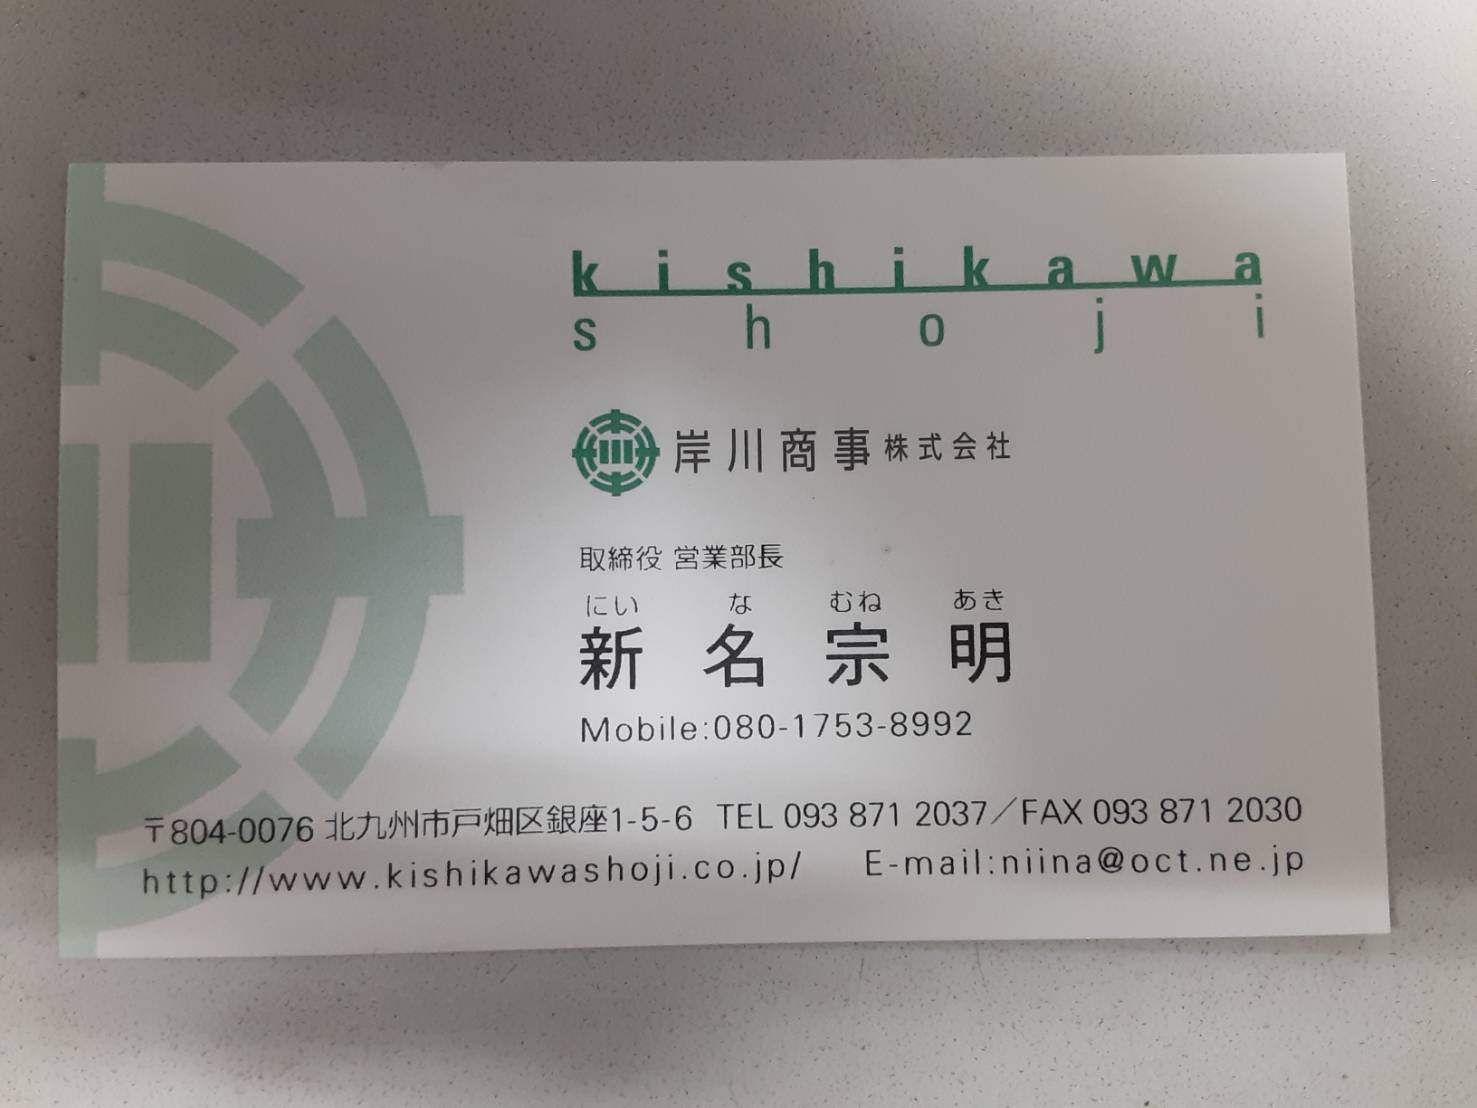 kishikawa
shoji
岸川商事株式会社
取締役 営業部長
にい な むね あき
新名宗明
Mobile:080-1753-8992
〒804-0076 北九州市戸畑区銀座1-5-6 TEL 093 871 2037／FAX 093 871 2030
http://www.kishikawashoji.co.jp/ E-mail:niina@oct.ne.jp